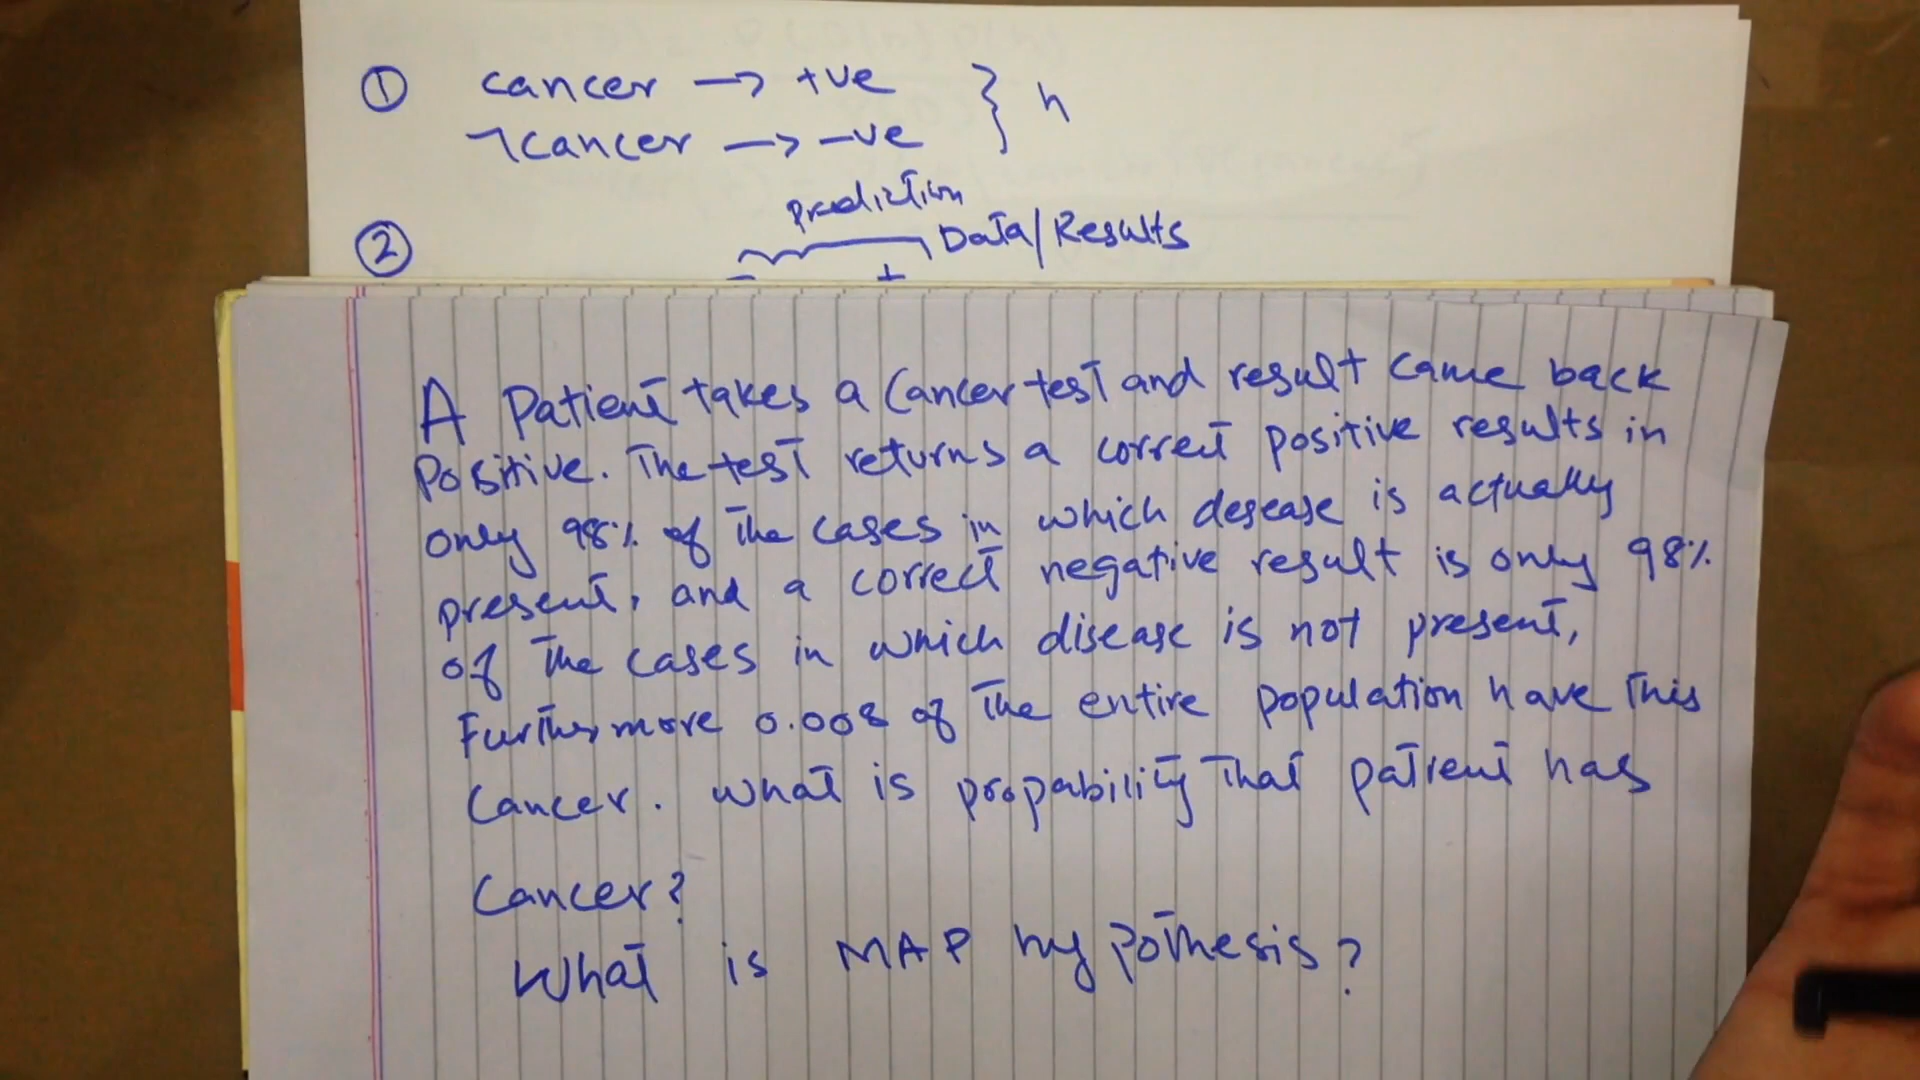 ① cancer → +ve } h
¬cancer → -ve
prediction
② Data/Results
- +
A Patient takes a Cancer test and result came back
Positive. The test returns a correct positive results in
only 98% of the cases in which desease is actually
present, and a correct negative result is only 98%
of the cases in which disease is not present,
Furthermore 0.008 of the entire population have this
Cancer. What is propability that patient has
Cancer?
What is MAP hypothesis?